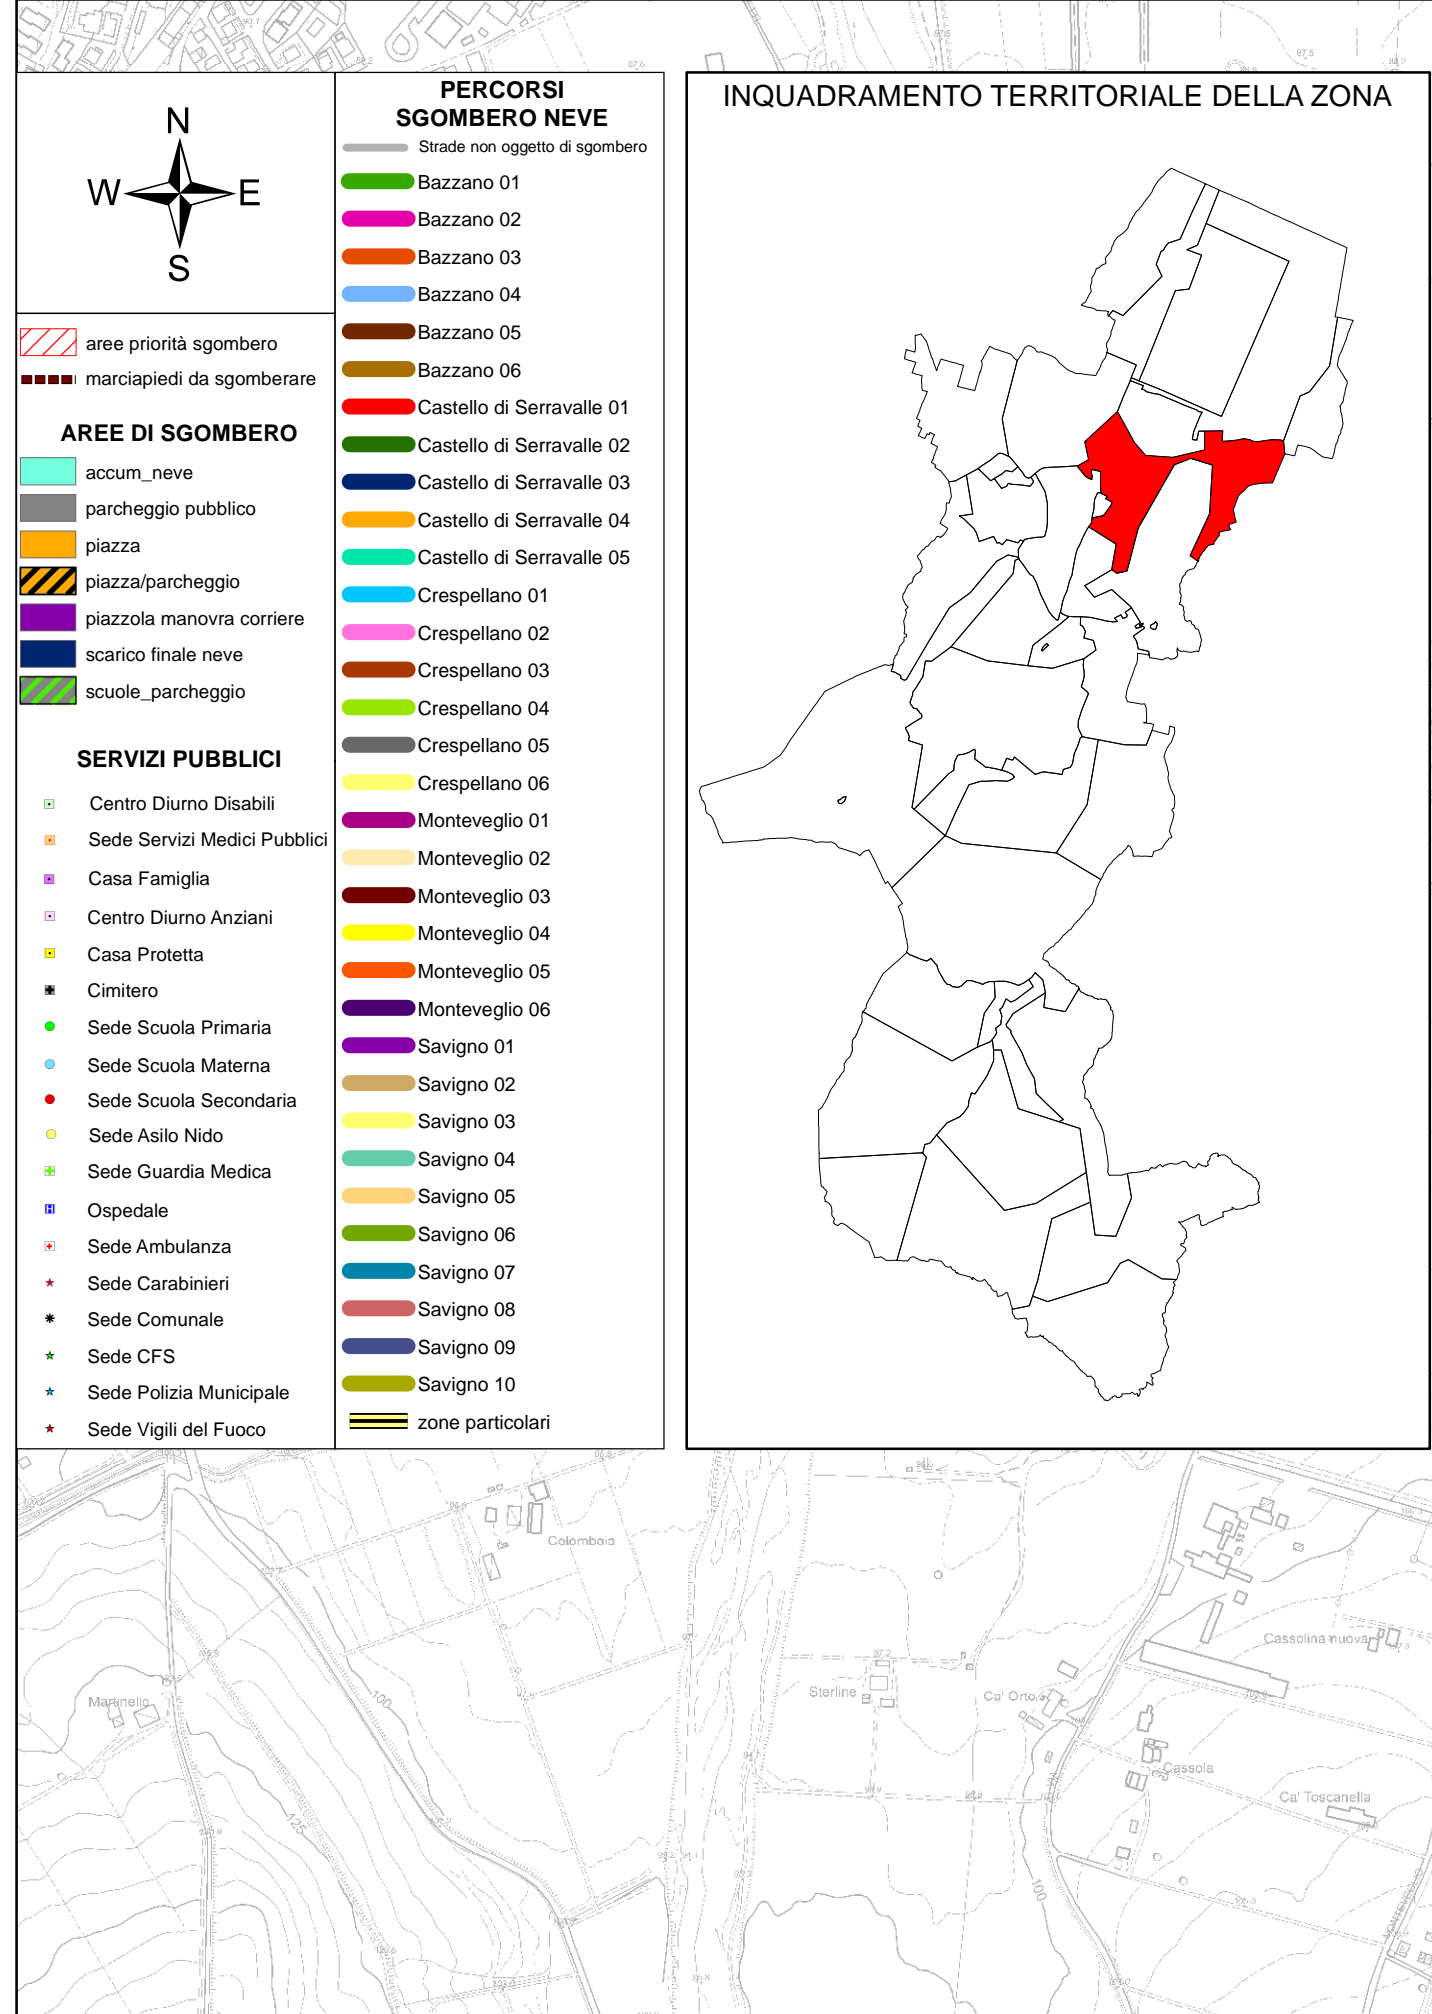 N
W E
S
aree priorità sgombero
marciapiedi da sgomberare
AREE DI SGOMBERO
accum_neve
parcheggio pubblico
piazza
piazza/parcheggio
piazzola manovra corriere
scarico finale neve
scuole_parcheggio
SERVIZI PUBBLICI
Centro Diurno Disabili
Sede Servizi Medici Pubblici
Casa Famiglia
Centro Diurno Anziani
Casa Protetta
Cimitero
Sede Scuola Primaria
Sede Scuola Materna
Sede Scuola Secondaria
Sede Asilo Nido
Sede Guardia Medica
Ospedale
Sede Ambulanza
Sede Carabinieri
Sede Comunale
Sede CFS
Sede Polizia Municipale
Sede Vigili del Fuoco
PERCORSI
SGOMBERO NEVE
Strade non oggetto di sgombero
Bazzano 01
Bazzano 02
Bazzano 03
Bazzano 04
Bazzano 05
Bazzano 06
Castello di Serravalle 01
Castello di Serravalle 02
Castello di Serravalle 03
Castello di Serravalle 04
Castello di Serravalle 05
Crespellano 01
Crespellano 02
Crespellano 03
Crespellano 04
Crespellano 05
Crespellano 06
Monteveglio 01
Monteveglio 02
Monteveglio 03
Monteveglio 04
Monteveglio 05
Monteveglio 06
Savigno 01
Savigno 02
Savigno 03
Savigno 04
Savigno 05
Savigno 06
Savigno 07
Savigno 08
Savigno 09
Savigno 10
zone particolari
INQUADRAMENTO TERRITORIALE DELLA ZONA
Colombaia
Cassolina nuova
Martinello
100
Sterline
Ca' Orto
Cassola
Ca' Toscanella
125
100
MONTEVEGLIO